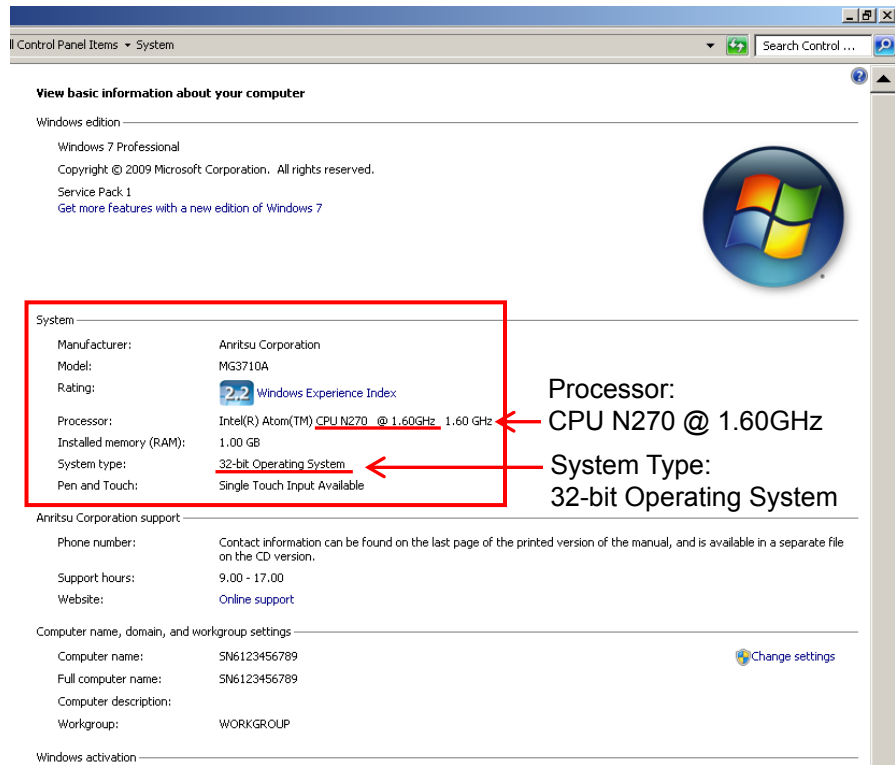 ll Control Panel Items ▾ System
Search Control ...
View basic information about your computer
Windows edition
Windows 7 Professional
Copyright © 2009 Microsoft Corporation. All rights reserved.
Service Pack 1
Get more features with a new edition of Windows 7
System
Manufacturer: Anritsu Corporation
Model: MG3710A
Rating: 2,2 Windows Experience Index
Processor: Intel(R) Atom(TM) CPU N270 @ 1.60GHz 1.60 GHz
Installed memory (RAM): 1.00 GB
System type: 32-bit Operating System
Pen and Touch: Single Touch Input Available
Processor:
CPU N270 @ 1.60GHz
System Type:
32-bit Operating System
Anritsu Corporation support
Phone number: Contact information can be found on the last page of the printed version of the manual, and is available in a separate file
on the CD version.
Support hours: 9.00 - 17.00
Website: Online support
Computer name, domain, and workgroup settings
Computer name: SN6123456789
Change settings
Full computer name: SN6123456789
Computer description:
Workgroup: WORKGROUP
Windows activation